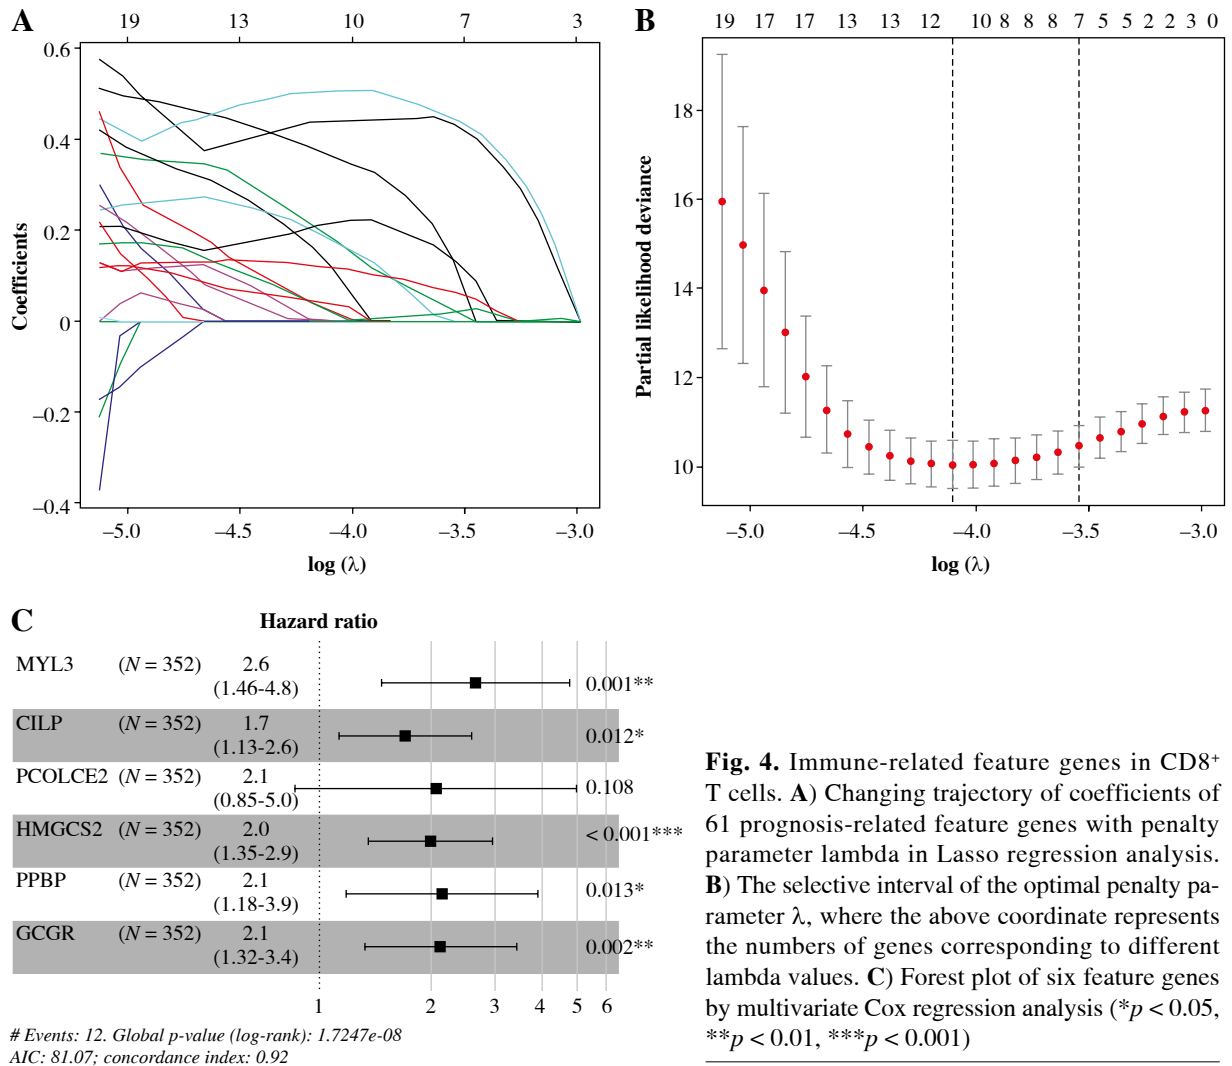 A
19 13 10 7 3
0.6
0.4
0.2
0
–0.2
–0.4
Coefficients
–5.0 –4.5 –4.0 –3.5 –3.0
log (λ)
B
19 17 17 13 13 12 10 8 8 8 7 5 5 2 2 3 0
18
16
14
12
10
Partial likelihood deviance
–5.0 –4.5 –4.0 –3.5 –3.0
log (λ)
C
Hazard ratio
MYL3 (N = 352) 2.6
(1.46-4.8)
0.001**
CILP (N = 352) 1.7
(1.13-2.6)
0.012*
PCOLCE2 (N = 352) 2.1
(0.85-5.0)
0.108
HMGCS2 (N = 352) 2.0
(1.35-2.9)
< 0.001***
PPBP (N = 352) 2.1
(1.18-3.9)
0.013*
GCGR (N = 352) 2.1
(1.32-3.4)
0.002**
1 2 3 4 5 6
# Events: 12. Global p-value (log-rank): 1.7247e-08
AIC: 81.07; concordance index: 0.92
Fig. 4. Immune-related feature genes in CD8+
T cells. A) Changing trajectory of coefficients of
61 prognosis-related feature genes with penalty
parameter lambda in Lasso regression analysis.
B) The selective interval of the optimal penalty pa-
rameter λ, where the above coordinate represents
the numbers of genes corresponding to different
lambda values. C) Forest plot of six feature genes
by multivariate Cox regression analysis (*p < 0.05,
**p < 0.01, ***p < 0.001)